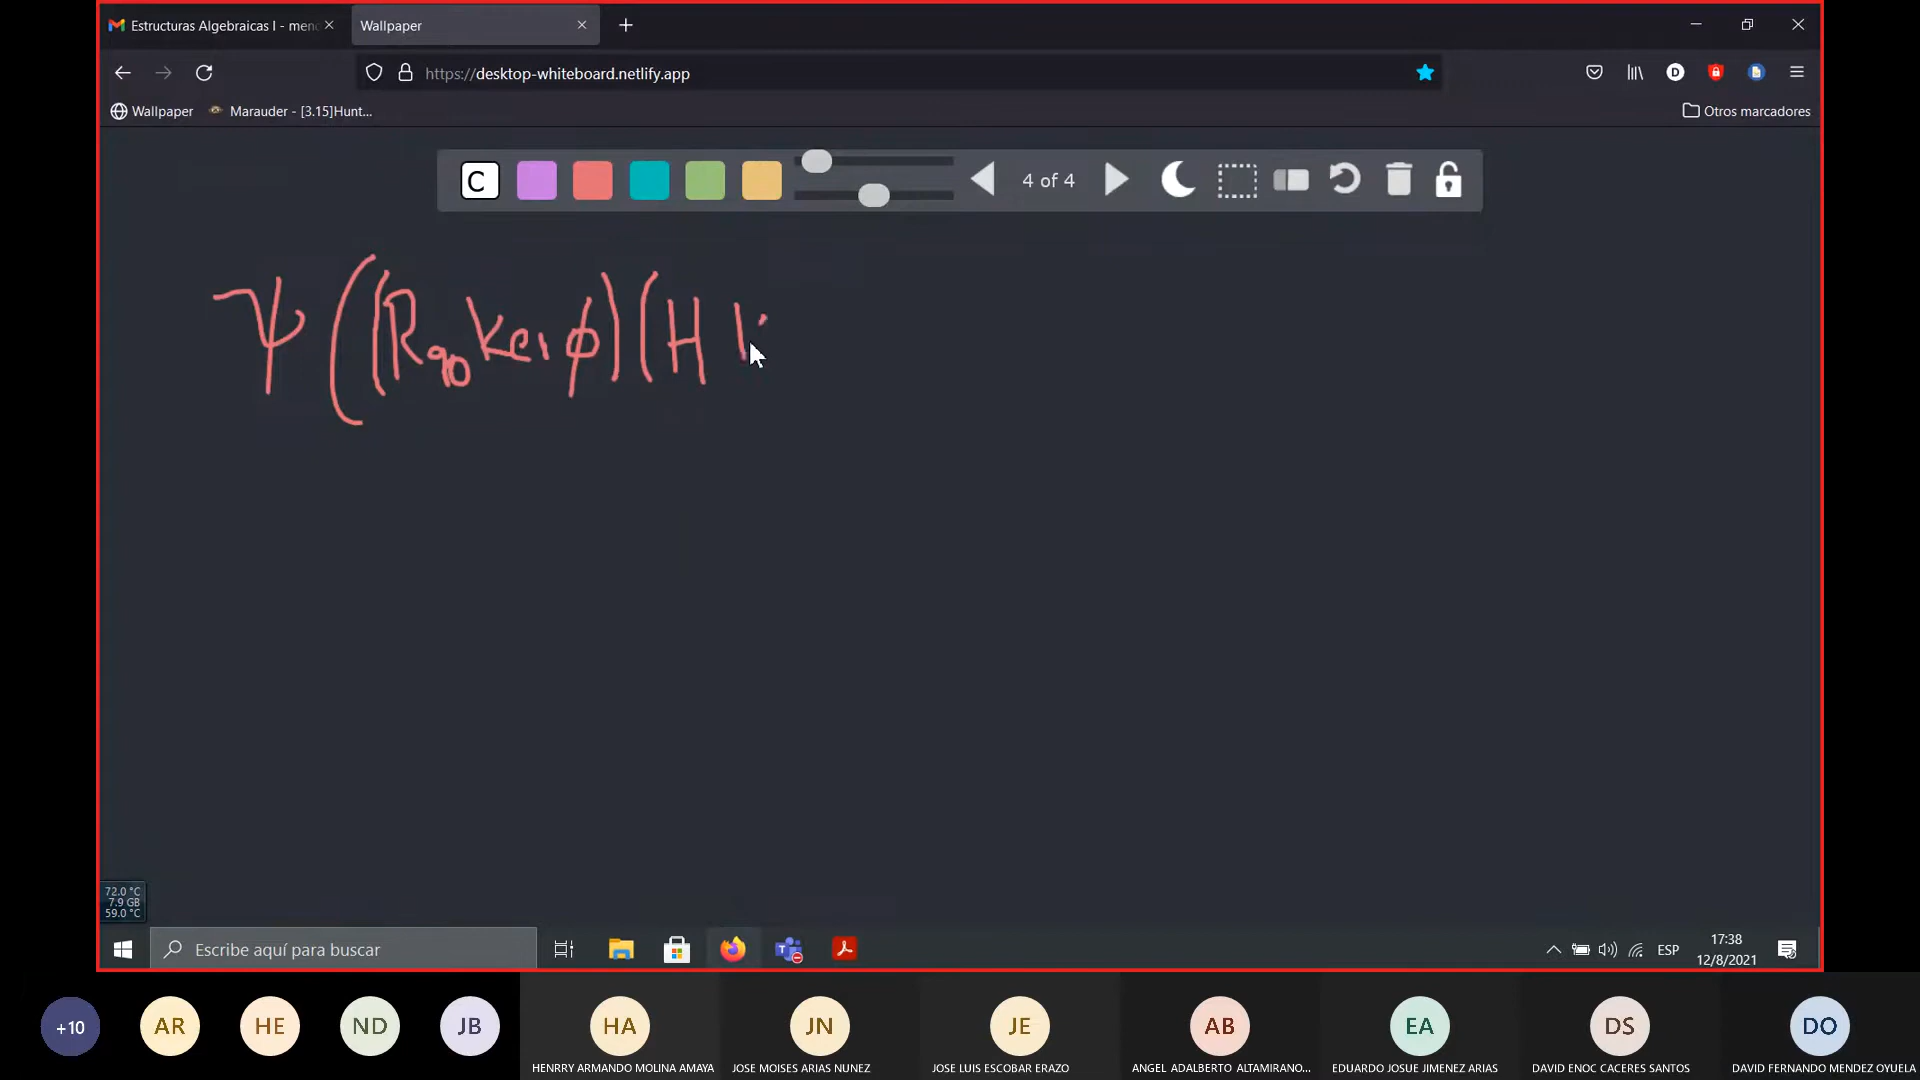 Estructuras Algebraicas I - menc
Wallpaper
https://desktop-whiteboard.netlify.app
D
Wallpaper
Marauder - [3.15]Hunt...
Otros marcadores
C
4 of 4
ψ((R90 Ker φ)(H
72.0 °C
7.9 GB
59.0 °C
Escribe aquí para buscar
ESP
17:38
12/8/2021
+10
AR
HE
ND
JB
HA
JN
JE
AB
EA
DS
DO
HENRRY ARMANDO MOLINA AMAYA
JOSE MOISES ARIAS NUNEZ
JOSE LUIS ESCOBAR ERAZO
ANGEL ADALBERTO ALTAMIRANO...
EDUARDO JOSUE JIMENEZ ARIAS
DAVID ENOC CACERES SANTOS
DAVID FERNANDO MENDEZ OYUELA